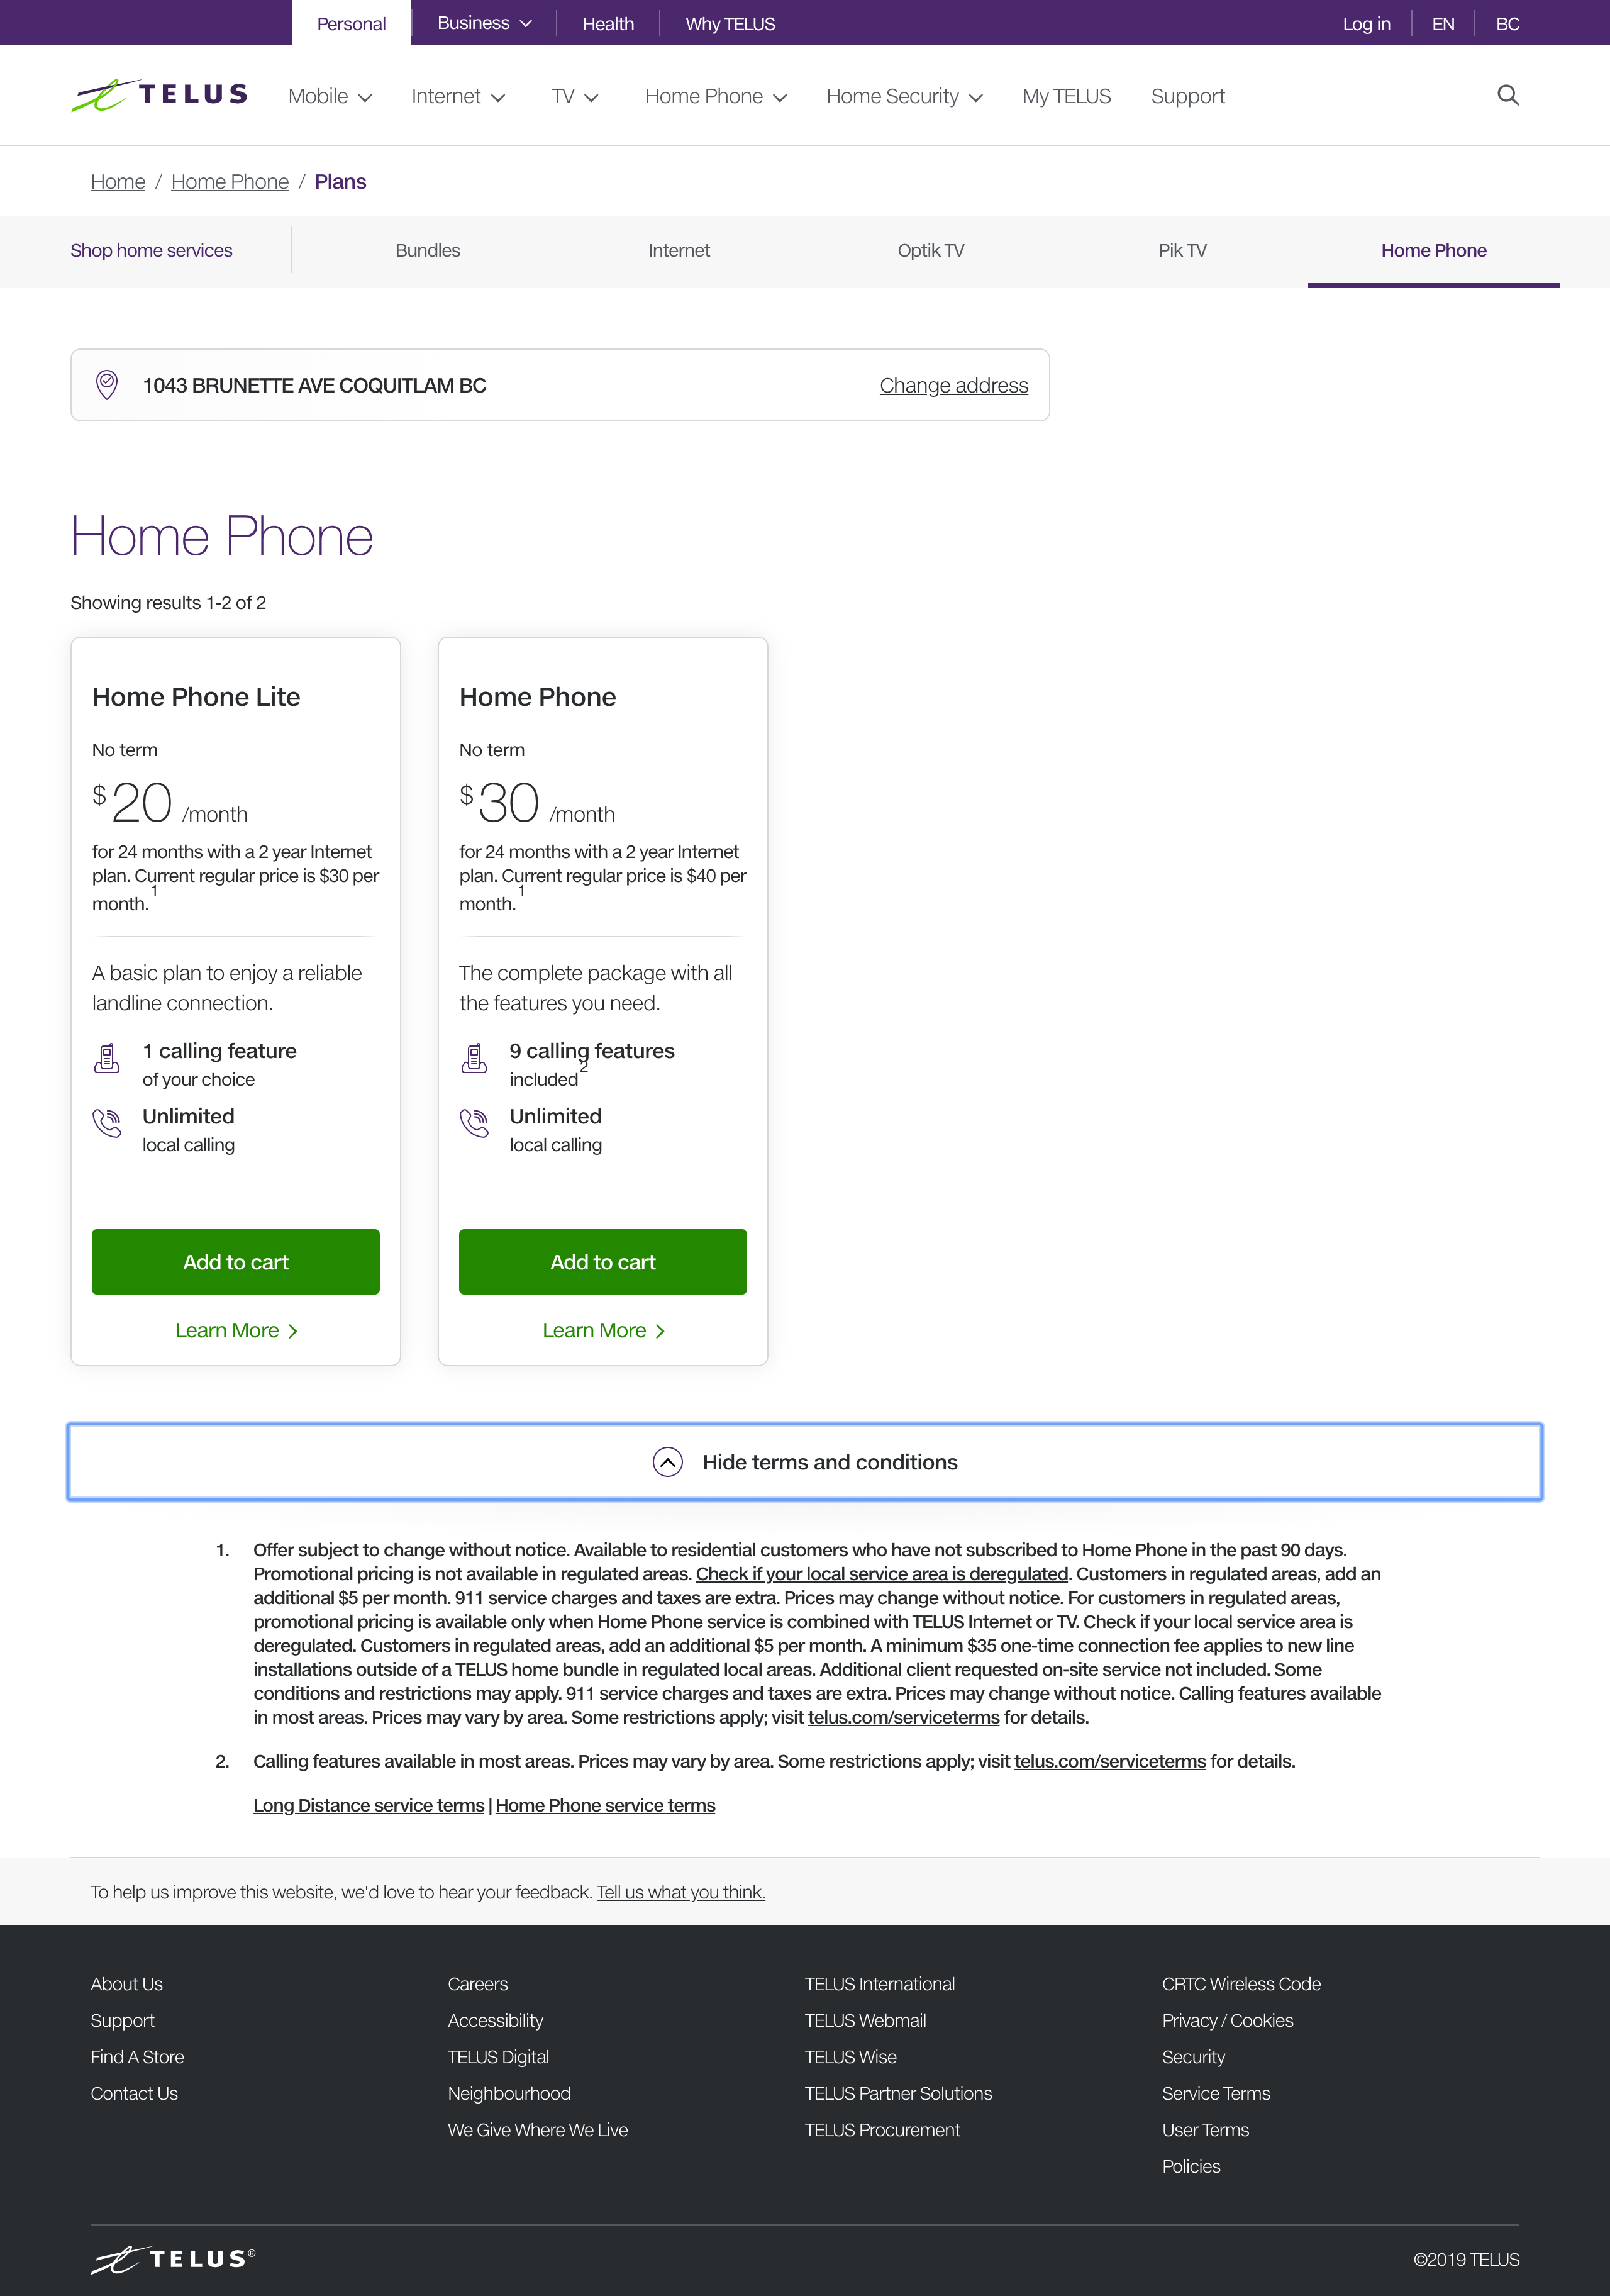 Personal Business Health Why TELUS Log in EN BC
TELUS Mobile Internet TV Home Phone Home Security My TELUS Support
Home / Home Phone / Plans
Shop home services Bundles Internet Optik TV Pik TV Home Phone
1043 BRUNETTE AVE COQUITLAM BC Change address
Home Phone
Showing results 1-2 of 2
Home Phone Lite
No term
$20 /month
for 24 months with a 2 year Internet
plan. Current regular price is $30 per
month.1
A basic plan to enjoy a reliable
landline connection.
1 calling feature
of your choice
Unlimited
local calling
Add to cart
Learn More
Home Phone
No term
$30 /month
for 24 months with a 2 year Internet
plan. Current regular price is $40 per
month.1
The complete package with all
the features you need.
9 calling features
included2
Unlimited
local calling
Add to cart
Learn More
Hide terms and conditions
1. Offer subject to change without notice. Available to residential customers who have not subscribed to Home Phone in the past 90 days.
Promotional pricing is not available in regulated areas. Check if your local service area is deregulated. Customers in regulated areas, add an
additional $5 per month. 911 service charges and taxes are extra. Prices may change without notice. For customers in regulated areas,
promotional pricing is available only when Home Phone service is combined with TELUS Internet or TV. Check if your local service area is
deregulated. Customers in regulated areas, add an additional $5 per month. A minimum $35 one-time connection fee applies to new line
installations outside of a TELUS home bundle in regulated local areas. Additional client requested on-site service not included. Some
conditions and restrictions may apply. 911 service charges and taxes are extra. Prices may change without notice. Calling features available
in most areas. Prices may vary by area. Some restrictions apply; visit telus.com/serviceterms for details.
2. Calling features available in most areas. Prices may vary by area. Some restrictions apply; visit telus.com/serviceterms for details.
Long Distance service terms | Home Phone service terms
To help us improve this website, we'd love to hear your feedback. Tell us what you think.
About Us
Support
Find A Store
Contact Us
Careers
Accessibility
TELUS Digital
Neighbourhood
We Give Where We Live
TELUS International
TELUS Webmail
TELUS Wise
TELUS Partner Solutions
TELUS Procurement
CRTC Wireless Code
Privacy / Cookies
Security
Service Terms
User Terms
Policies
TELUS®
©2019 TELUS